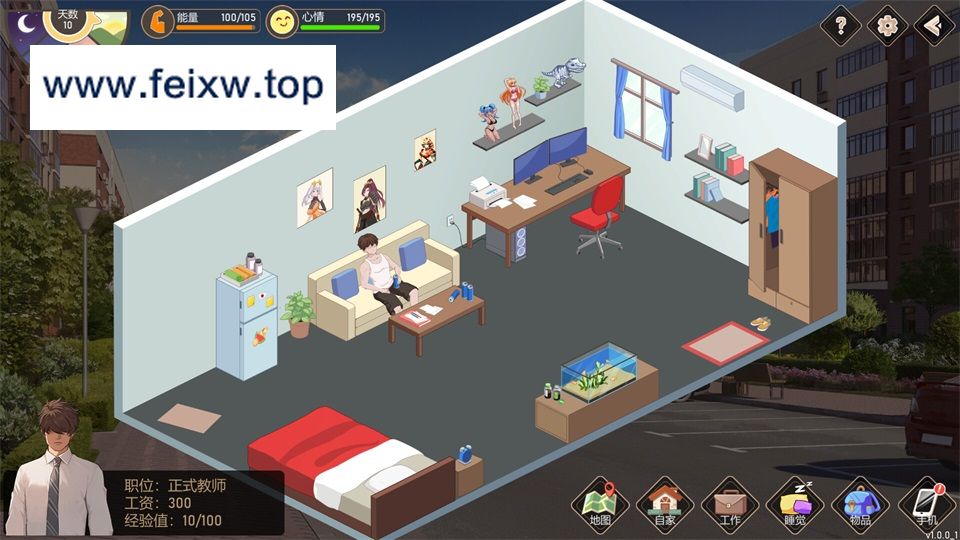 天数
10
能量 100/105
心情 195/195
?
www.feixw.top
职位：正式教师
工资：300
经验值：10/100
地图
自家
工作
睡觉
物品
手机
v1.0.0_1